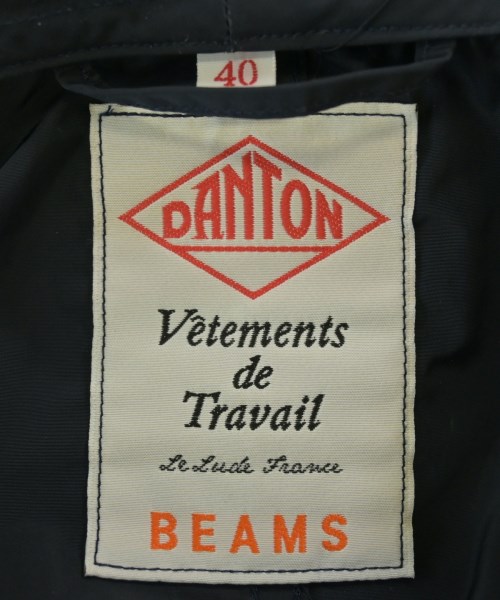 40
DANTON
Vêtements
de
Travail
Le Lude France
BEAMS